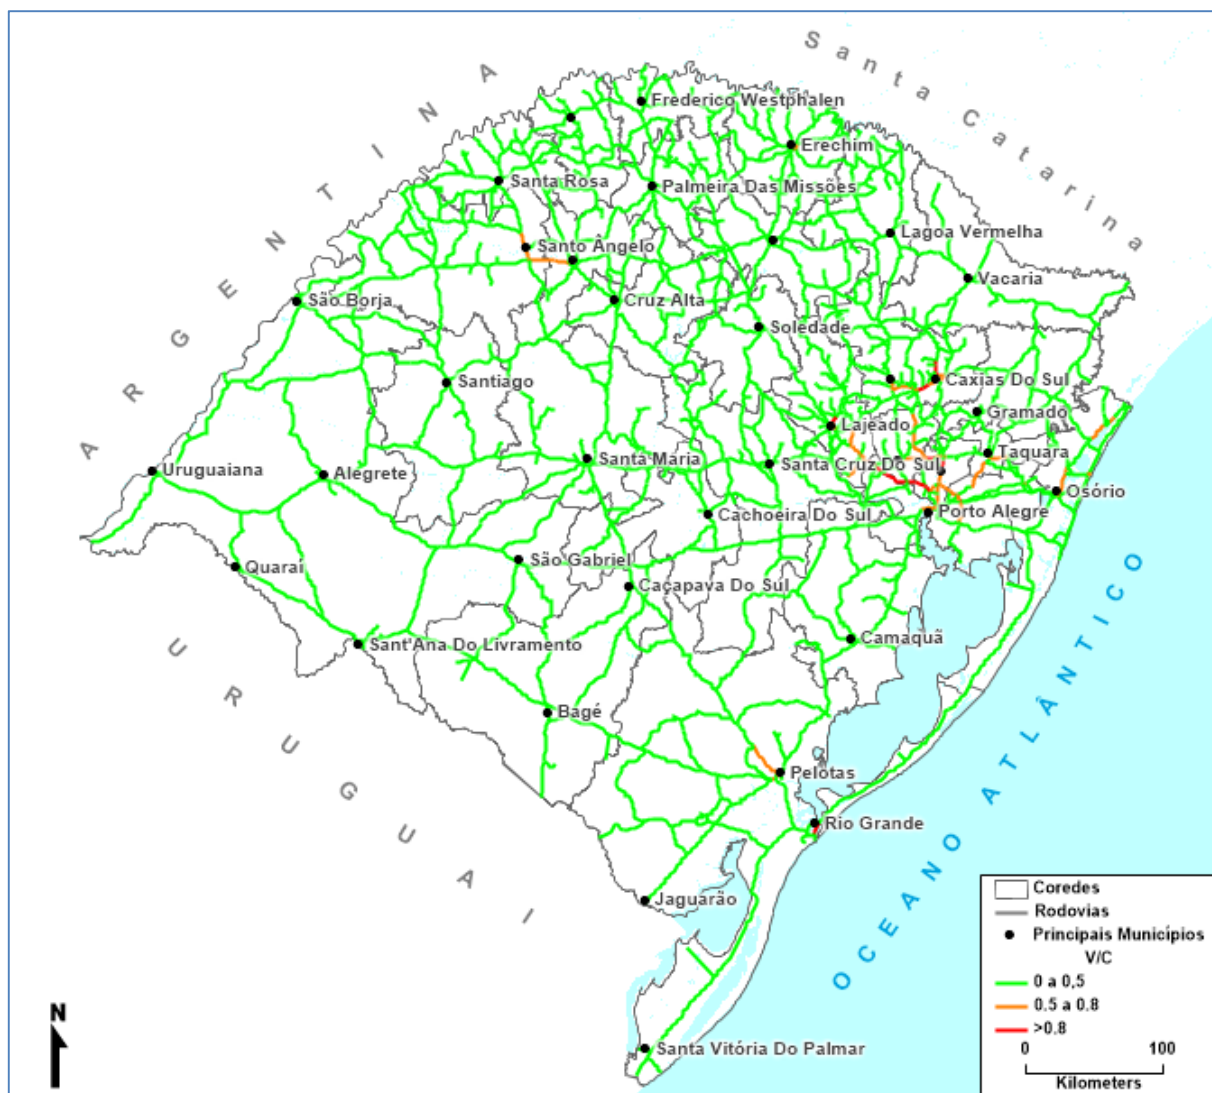 Santa Catarina
ARGENTINA
Frederico Westphalen
Erechim
Santa Rosa
Palmeira Das Missões
Santo Ângelo
Lagoa Vermelha
Vacaria
São Borja
Cruz Alta
Soledade
Santiago
Caxias Do Sul
Gramado
Lajeado
Taquara
Uruguaiana
Alegrete
Santa Maria
Santa Cruz Do Sul
Osório
Cachoeira Do Sul
Porto Alegre
Quaraí
São Gabriel
Caçapava Do Sul
Sant'Ana Do Livramento
Camaquã
URUGUAI
Bagé
Pelotas
OCEANO ATLÂNTICO
Rio Grande
Jaguarão
Santa Vitória Do Palmar
N
Coredes
Rodovias
Principais Municípios
V/C
0 a 0,5
0.5 a 0.8
>0.8
0 100
Kilometers